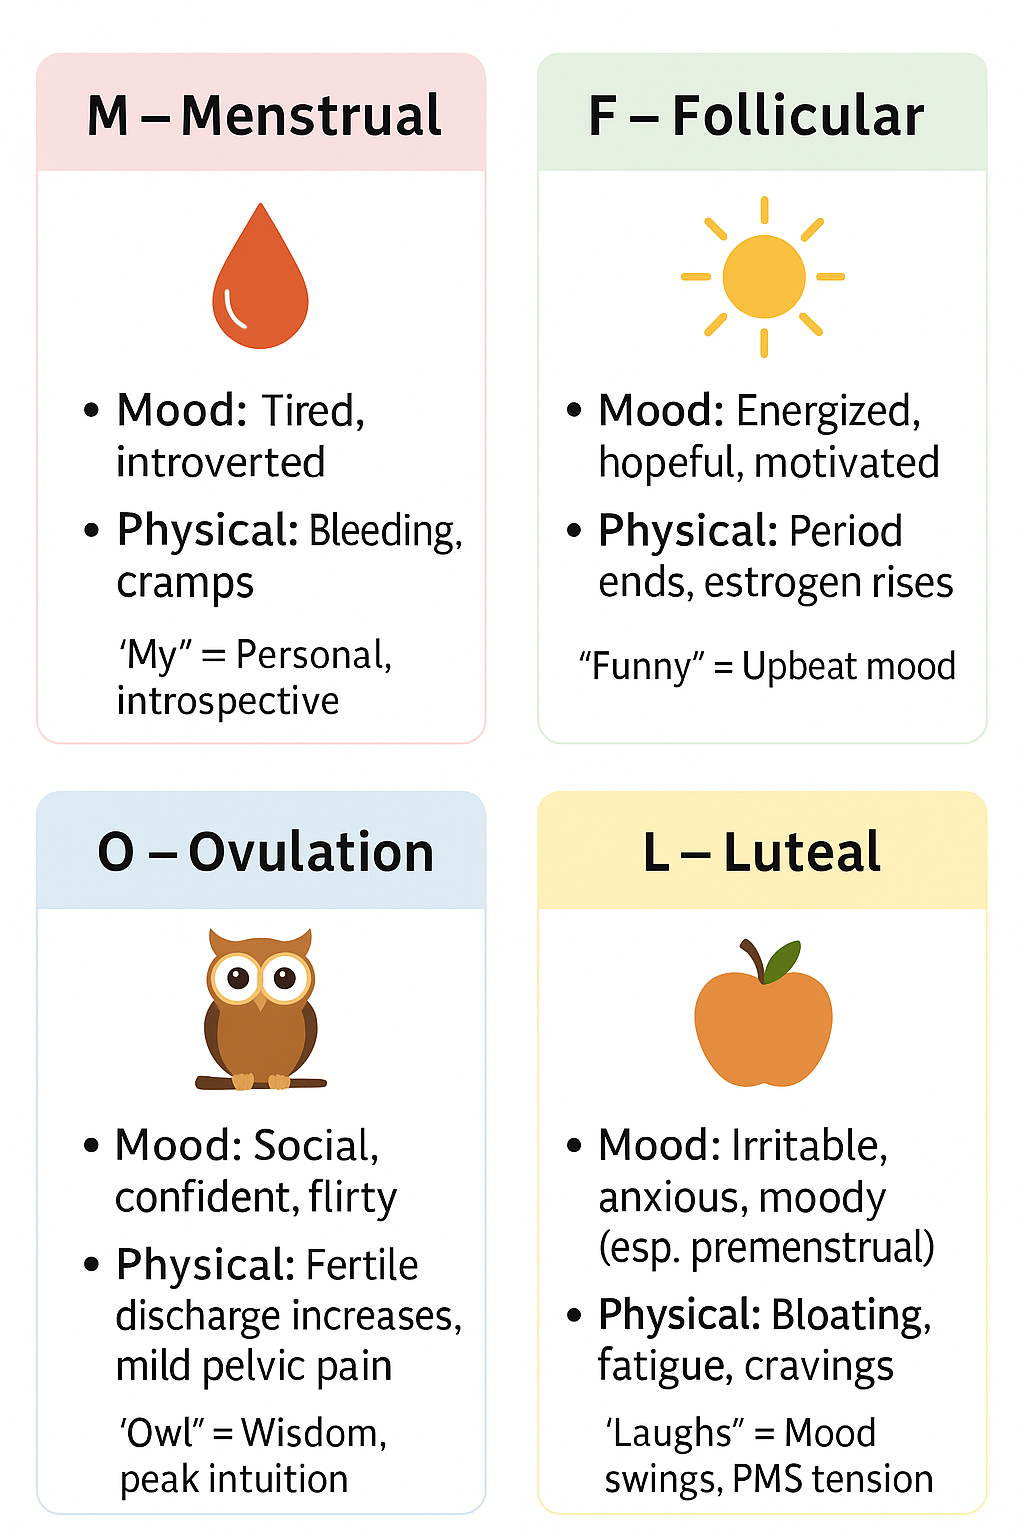 M – Menstrual
• Mood: Tired,
introverted
• Physical: Bleeding,
cramps
‘My” = Personal,
introspective
F – Follicular
• Mood: Energized,
hopeful, motivated
• Physical: Period
ends, estrogen rises
“Funny” = Upbeat mood
O – Ovulation
• Mood: Social,
confident, flirty
• Physical: Fertile
discharge increases,
mild pelvic pain
‘Owl” = Wisdom,
peak intuition
L – Luteal
• Mood: Irritable,
anxious, moody
(esp. premenstrual)
• Physical: Bloating,
fatigue, cravings
‘Laughs” = Mood
swings, PMS tension